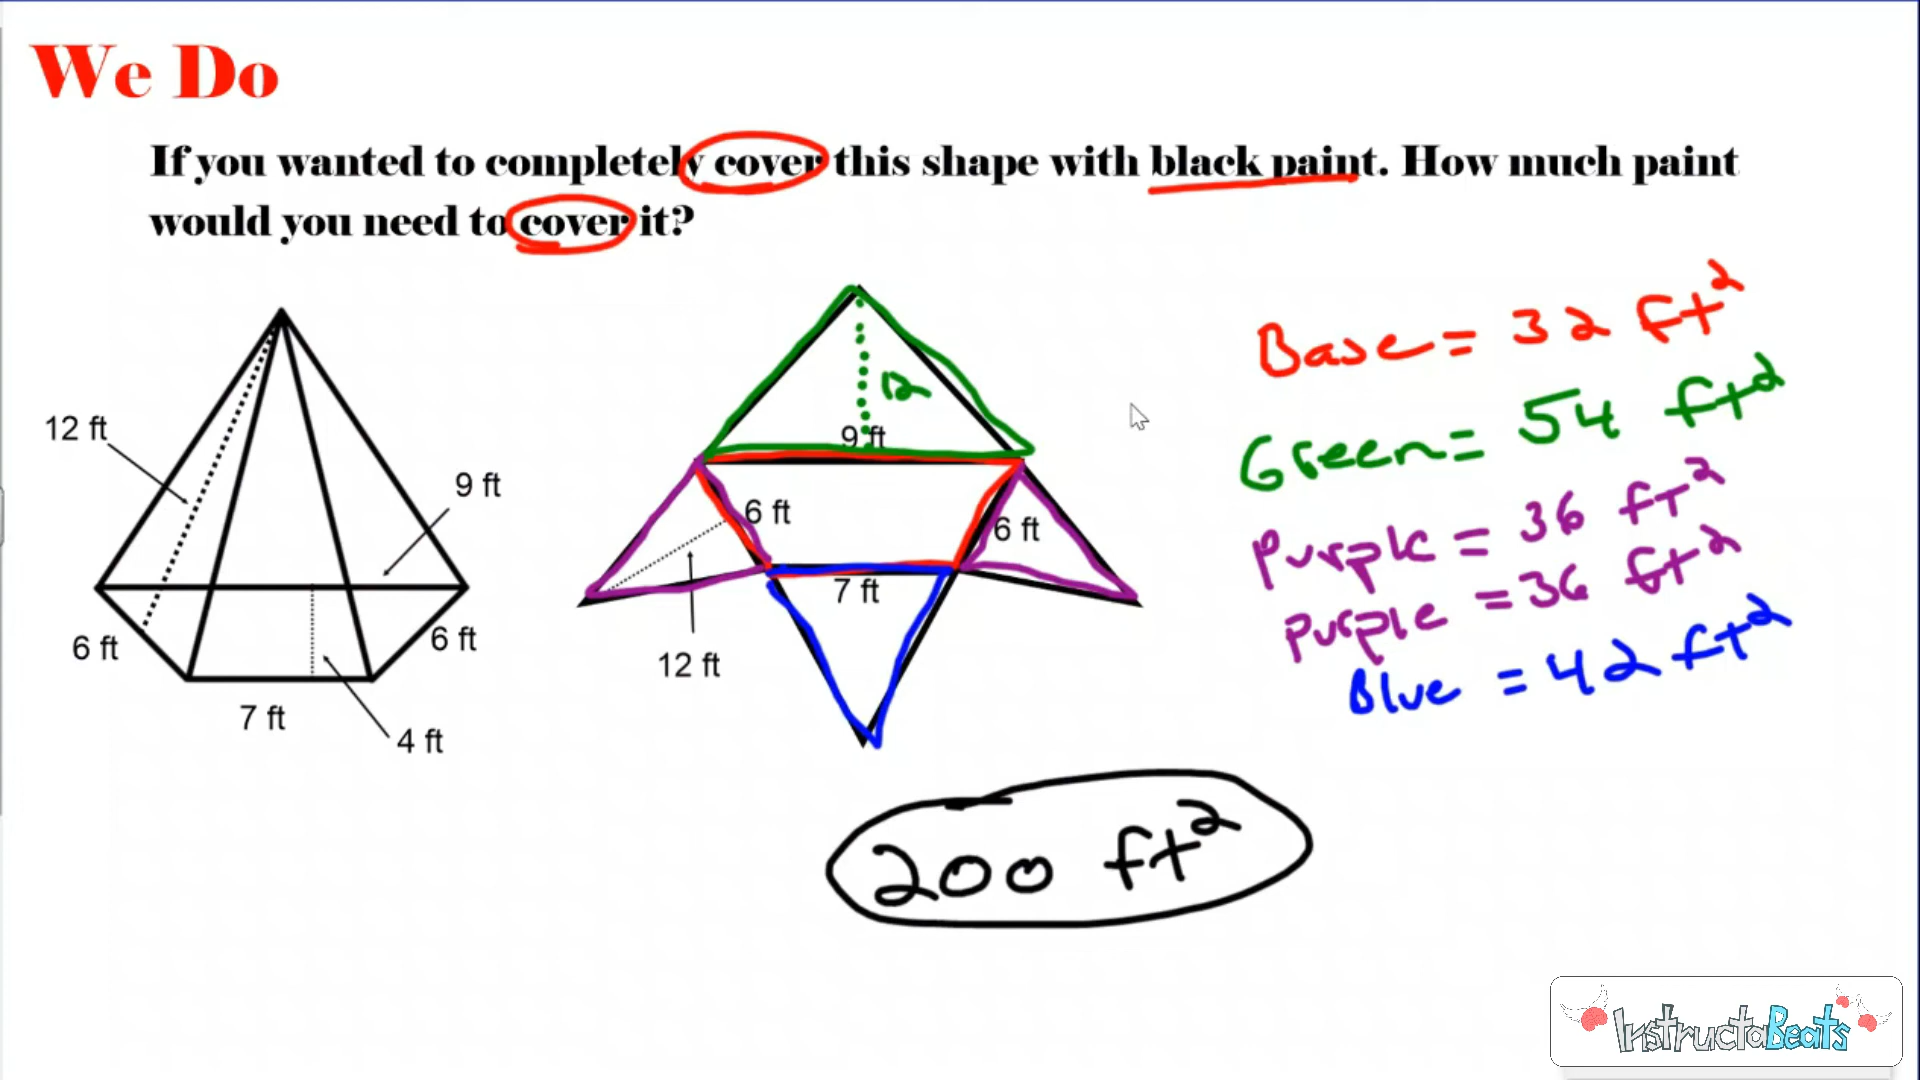 We Do
If you wanted to completely cover this shape with black paint. How much paint
would you need to cover it?
12 ft
9 ft
6 ft
6 ft
7 ft
4 ft
12
9 ft
6 ft
6 ft
7 ft
12 ft
Base = 32 ft²
Green = 54 ft²
Purple = 36 ft²
Purple = 36 ft²
Blue = 42 ft²
200 ft²
InstructaBeats